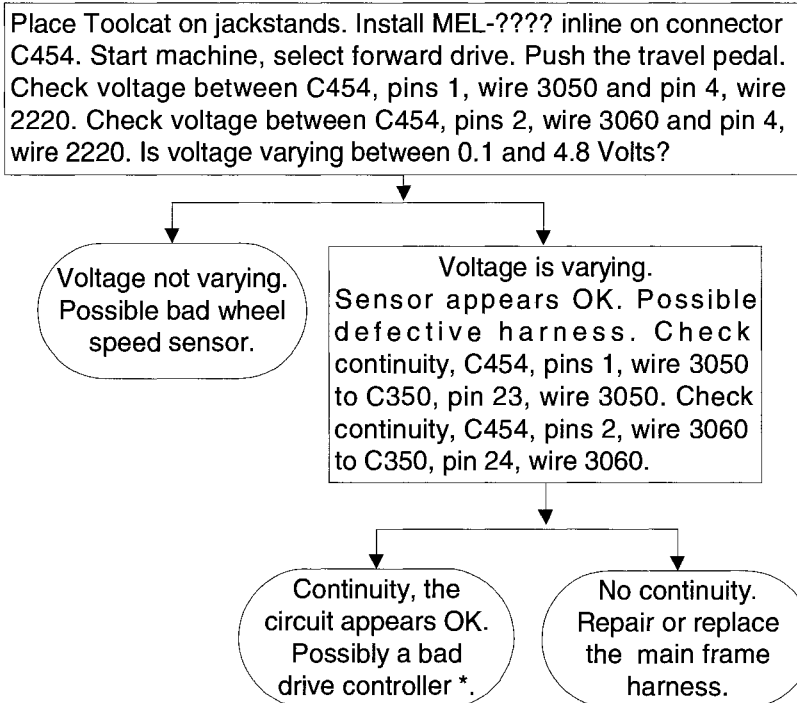 Place Toolcat on jackstands. Install MEL-???? inline on connector
C454. Start machine, select forward drive. Push the travel pedal.
Check voltage between C454, pins 1, wire 3050 and pin 4, wire
2220. Check voltage between C454, pins 2, wire 3060 and pin 4,
wire 2220. Is voltage varying between 0.1 and 4.8 Volts?
Voltage not varying.
Possible bad wheel
speed sensor.
Voltage is varying.
Sensor appears OK. Possible
defective harness. Check
continuity, C454, pins 1, wire 3050
to C350, pin 23, wire 3050. Check
continuity, C454, pins 2, wire 3060
to C350, pin 24, wire 3060.
Continuity, the
circuit appears OK.
Possibly a bad
drive controller *.
No continuity.
Repair or replace
the main frame
harness.